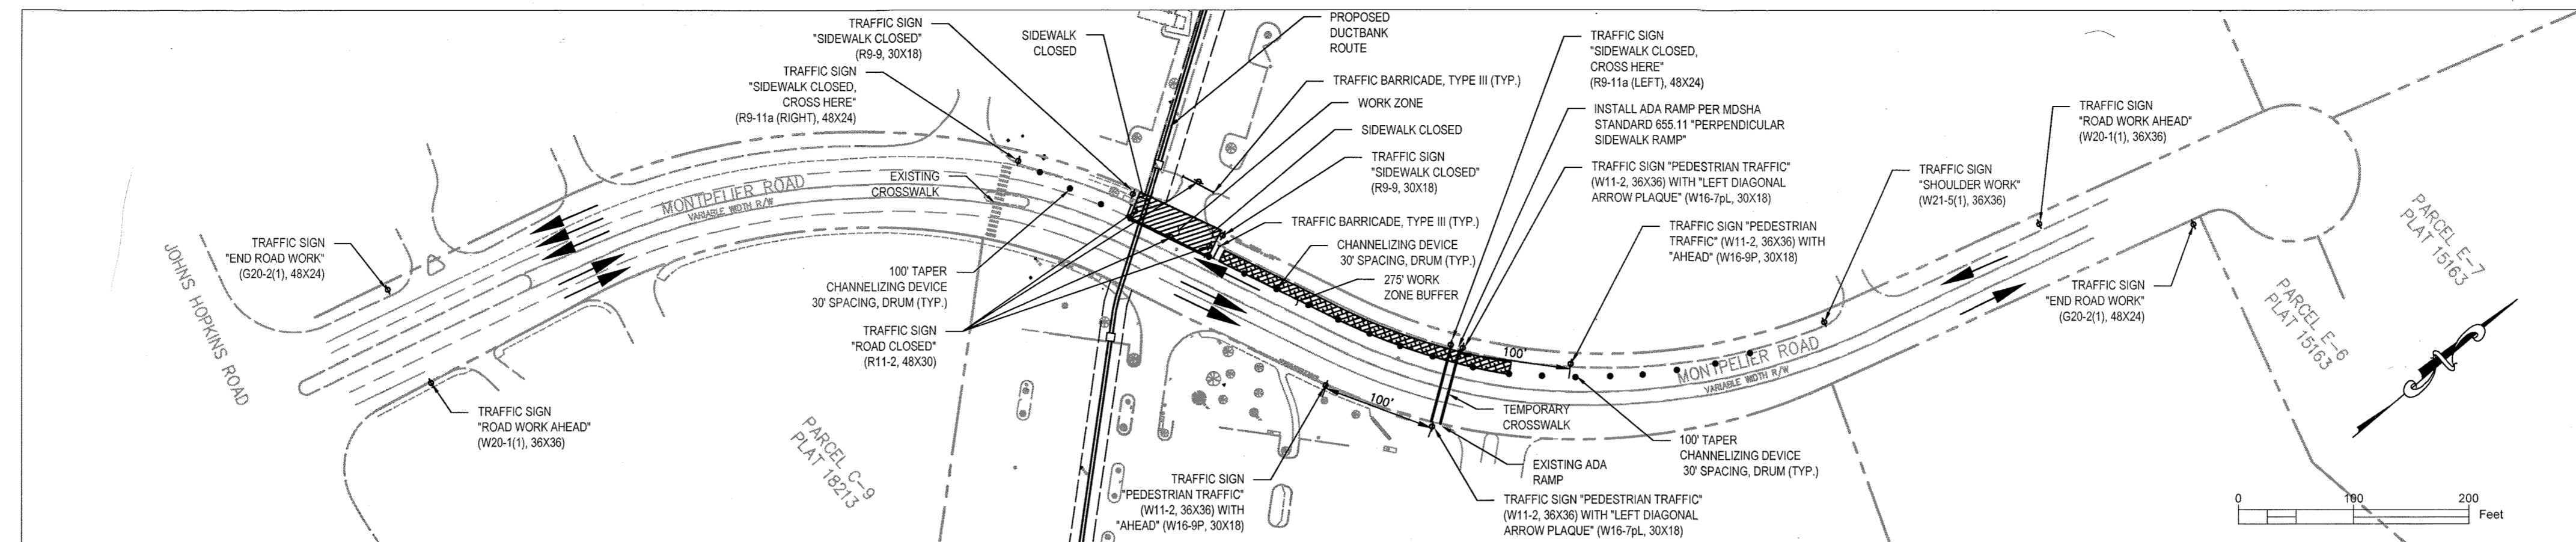 TRAFFIC SIGN
"SIDEWALK CLOSED"
(R9-9, 30X18)
TRAFFIC SIGN
"SIDEWALK CLOSED,
CROSS HERE"
(R9-11a (RIGHT), 48X24)
SIDEWALK
CLOSED
PROPOSED
DUCTBANK
ROUTE
TRAFFIC BARRICADE, TYPE III (TYP.)
WORK ZONE
SIDEWALK CLOSED
TRAFFIC SIGN
"SIDEWALK CLOSED"
(R9-9, 30X18)
TRAFFIC BARRICADE, TYPE III (TYP.)
CHANNELIZING DEVICE
30' SPACING, DRUM (TYP.)
275' WORK
ZONE BUFFER
TRAFFIC SIGN
"SIDEWALK CLOSED,
CROSS HERE"
(R9-11a (LEFT), 48X24)
INSTALL ADA RAMP PER MDSHA
STANDARD 655.11 "PERPENDICULAR
SIDEWALK RAMP"
TRAFFIC SIGN "PEDESTRIAN TRAFFIC"
(W11-2, 36X36) WITH "LEFT DIAGONAL
ARROW PLAQUE" (W16-7pL, 30X18)
TRAFFIC SIGN "PEDESTRIAN
TRAFFIC" (W11-2, 36X36) WITH
"AHEAD" (W16-9P, 30X18)
TRAFFIC SIGN
"SHOULDER WORK"
(W21-5(1), 36X36)
TRAFFIC SIGN
"ROAD WORK AHEAD"
(W20-1(1), 36X36)
EXISTING
CROSSWALK
MONTPELIER ROAD
VARIABLE WIDTH R/W
TRAFFIC SIGN
"END ROAD WORK"
(G20-2(1), 48X24)
JOHNS HOPKINS ROAD
100' TAPER
CHANNELIZING DEVICE
30' SPACING, DRUM (TYP.)
TRAFFIC SIGN
"ROAD CLOSED"
(R11-2, 48X30)
TRAFFIC SIGN
"ROAD WORK AHEAD"
(W20-1(1), 36X36)
PARCEL C-9
PLAT 18213
100'
100'
TRAFFIC SIGN
"PEDESTRIAN TRAFFIC"
(W11-2, 36X36) WITH
"AHEAD" (W16-9P, 30X18)
TEMPORARY
CROSSWALK
EXISTING ADA
RAMP
TRAFFIC SIGN "PEDESTRIAN TRAFFIC"
(W11-2, 36X36) WITH "LEFT DIAGONAL
ARROW PLAQUE" (W16-7pL, 30X18)
100' TAPER
CHANNELIZING DEVICE
30' SPACING, DRUM (TYP.)
MONTPELIER ROAD
VARIABLE WIDTH R/W
TRAFFIC SIGN
"END ROAD WORK"
(G20-2(1), 48X24)
PARCEL E-7
PLAT 15163
PARCEL E-6
PLAT 15163
0 100 200
Feet